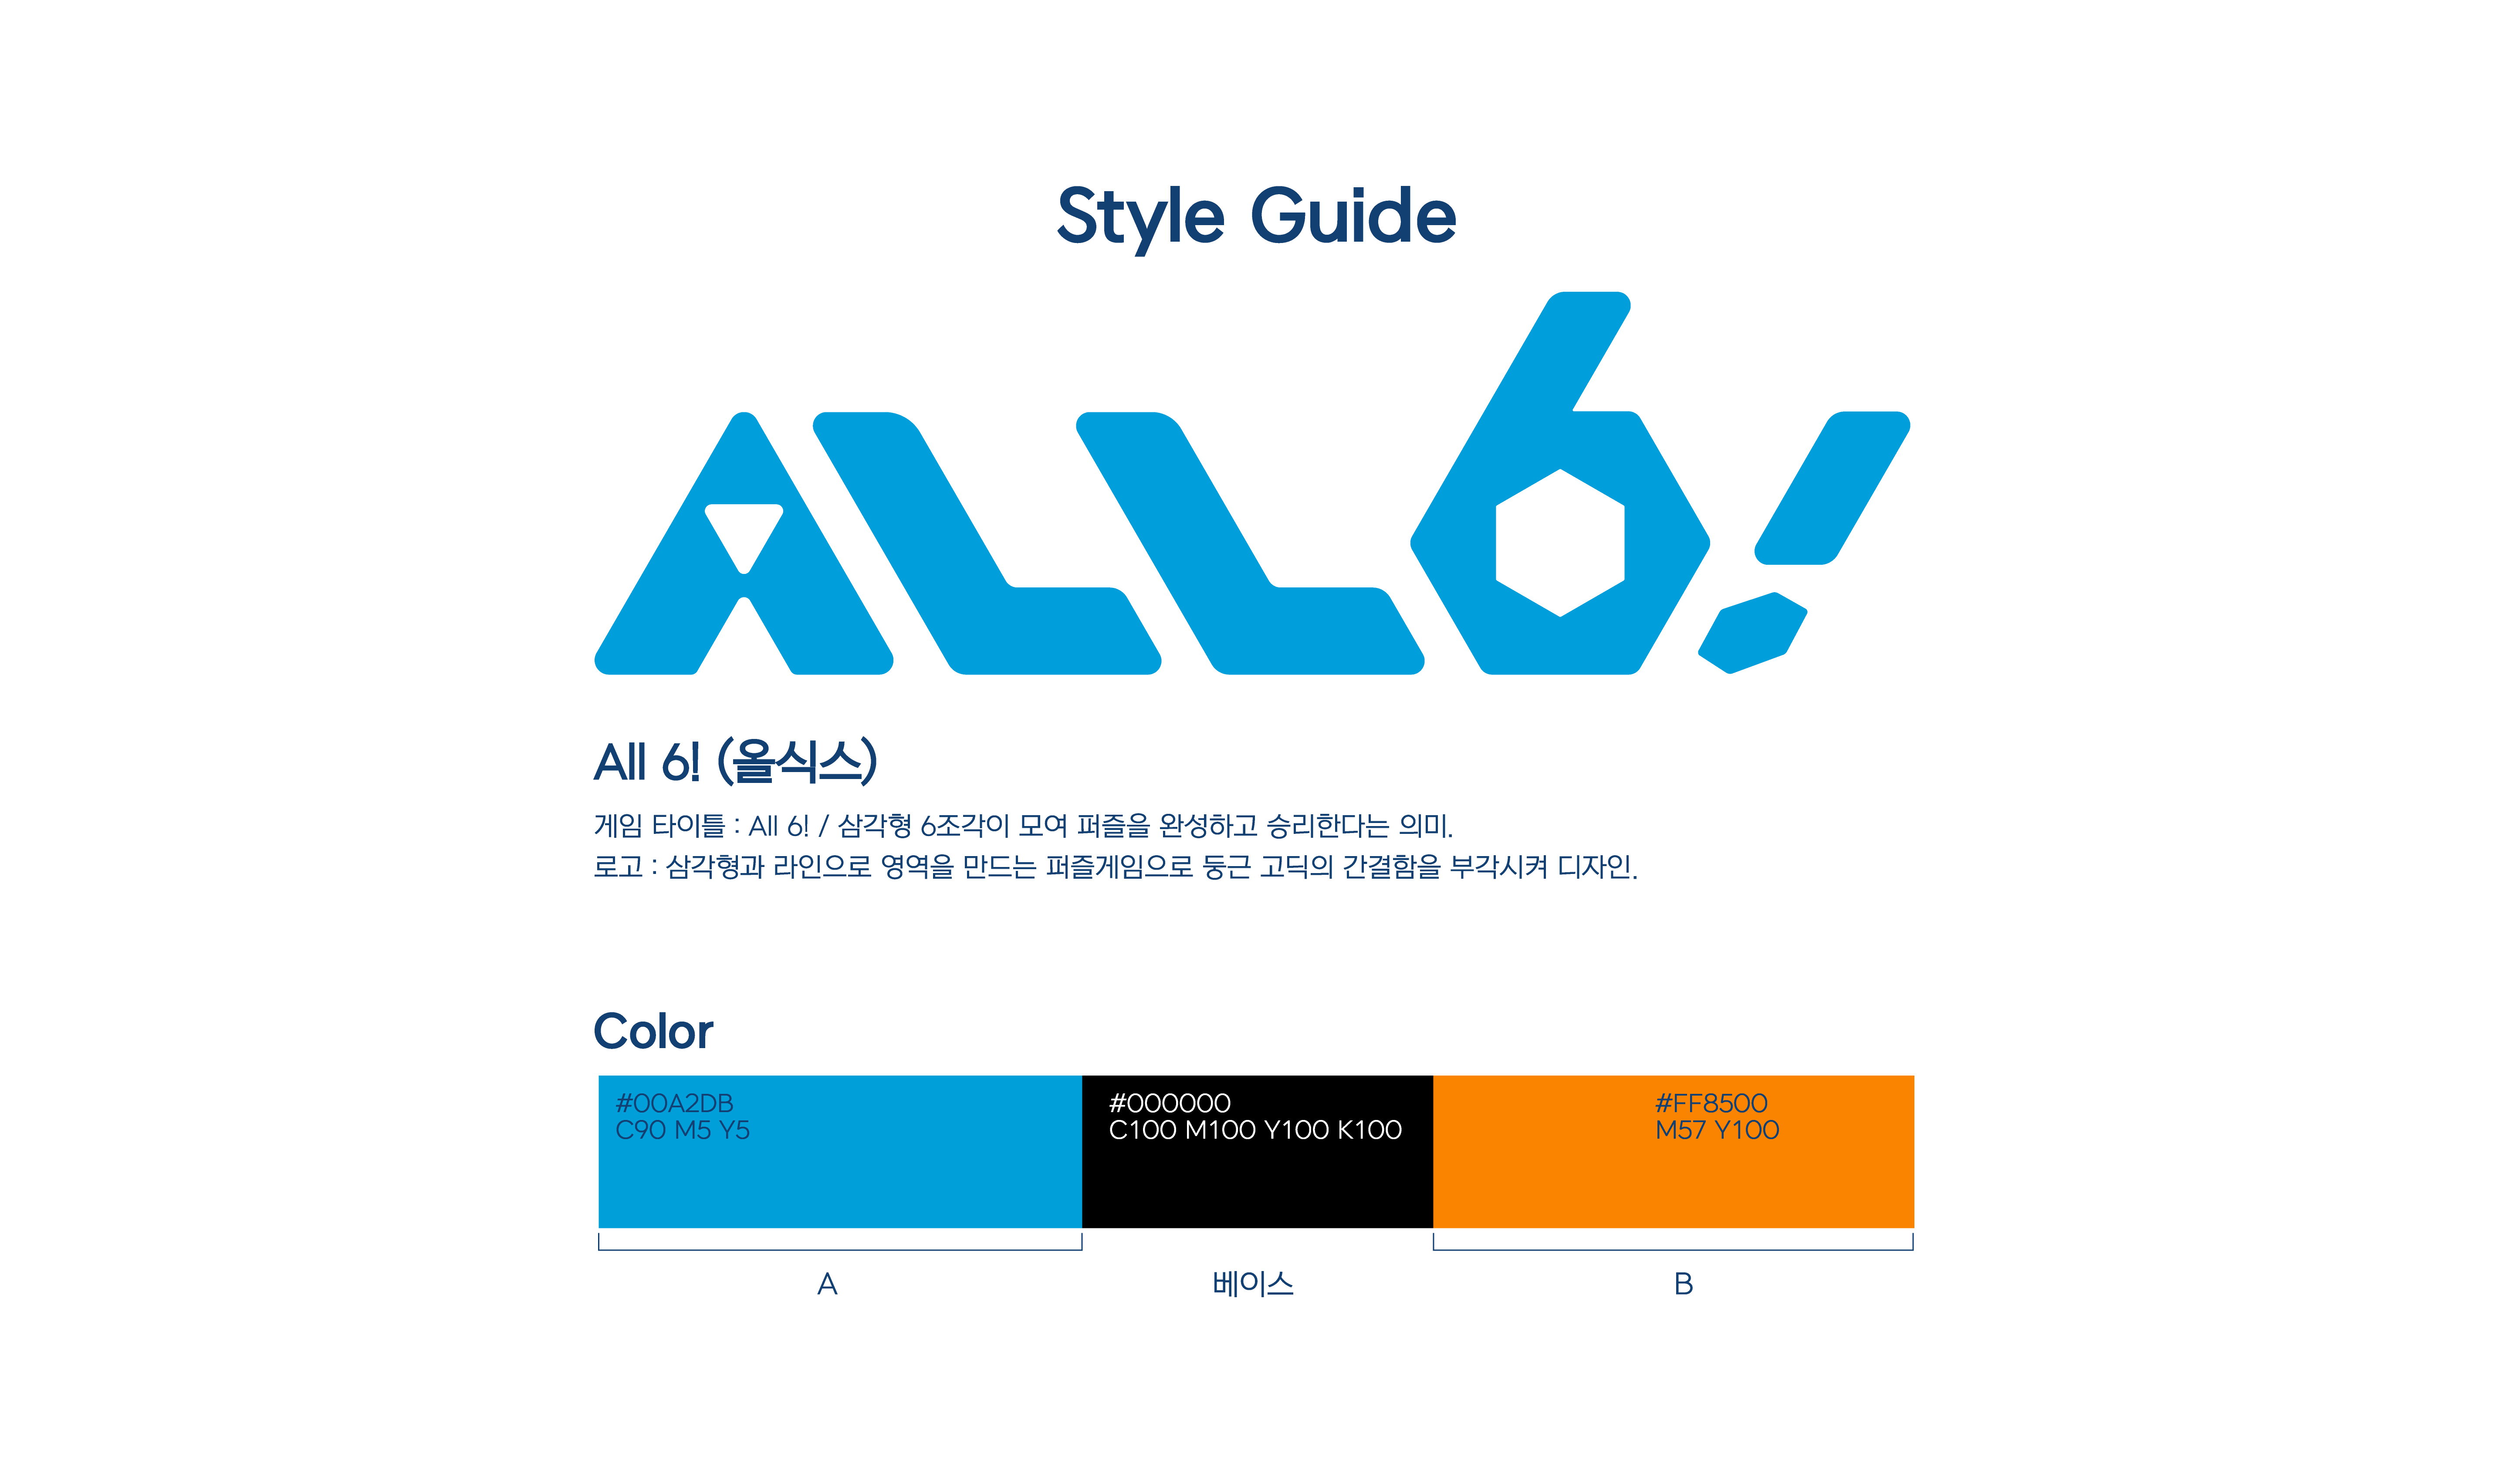 Style Guide
ALL6!
All 6! (올식스)
게임 타이틀 : All 6! / 삼각형 6조각이 모여 퍼즐을 완성하고 승리한다는 의미.
로고 : 삼각형과 라인으로 영역을 만드는 퍼즐게임으로 둥근 고딕의 간결함을 부각시켜 디자인.
Color
#00A2DB
C90 M5 Y5
#000000
C100 M100 Y100 K100
#FF8500
M57 Y100
A
베이스
B